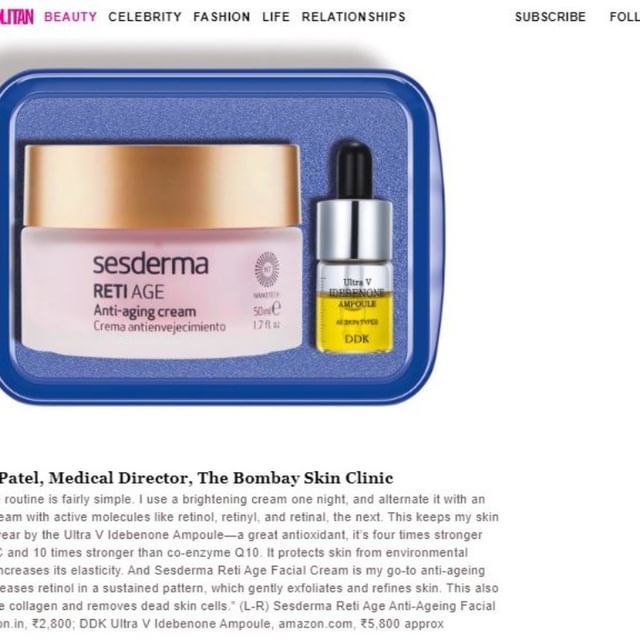 OLITAN BEAUTY CELEBRITY FASHION LIFE RELATIONSHIPS SUBSCRIBE FOLL
sesderma
RETI AGE
Anti-aging cream
Crema antienvejecimiento
NANOTECH
50ml e
1.7 fl. oz
Ultra V
IDEBENONE
AMPOULE
All SKIN TYPES
DDK
Patel, Medical Director, The Bombay Skin Clinic
routine is fairly simple. I use a brightening cream one night, and alternate it with an
eam with active molecules like retinol, retinyl, and retinal, the next. This keeps my skin
ear by the Ultra V Idebenone Ampoule—a great antioxidant, it’s four times stronger
C and 10 times stronger than co-enzyme Q10. It protects skin from environmental
ncreases its elasticity. And Sesderma Reti Age Facial Cream is my go-to anti-ageing
eases retinol in a sustained pattern, which gently exfoliates and refines skin. This also
e collagen and removes dead skin cells.” (L-R) Sesderma Reti Age Anti-Ageing Facial
on.in, ₹2,800; DDK Ultra V Idebenone Ampoule, amazon.com, ₹5,800 approx